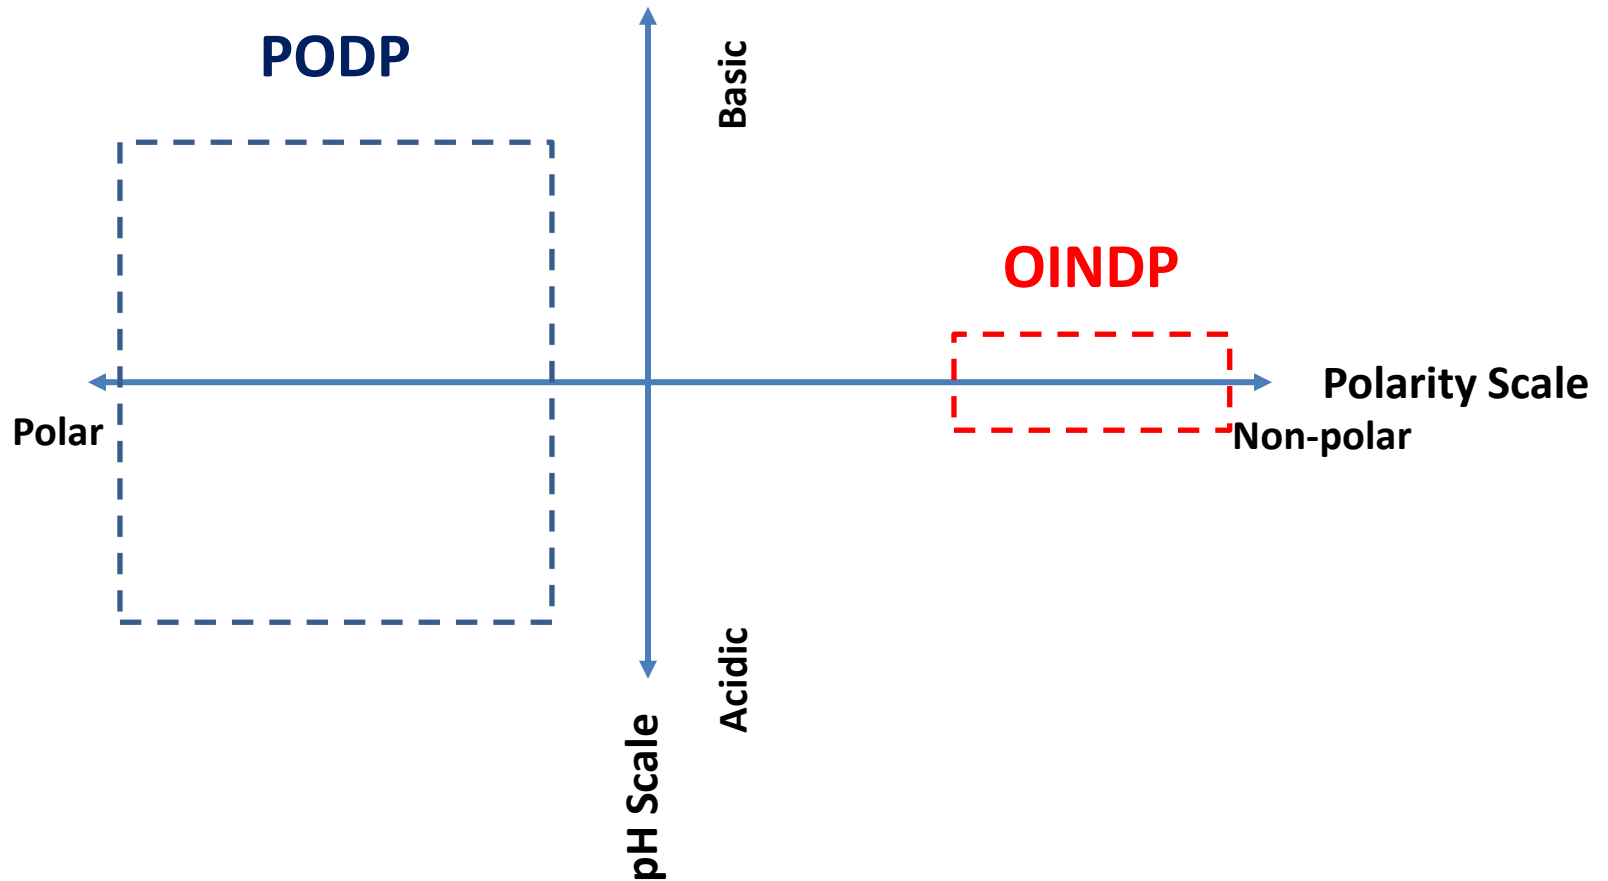 PODP
Basic
OINDP
Polarity Scale
Polar
Non-polar
Acidic
pH Scale